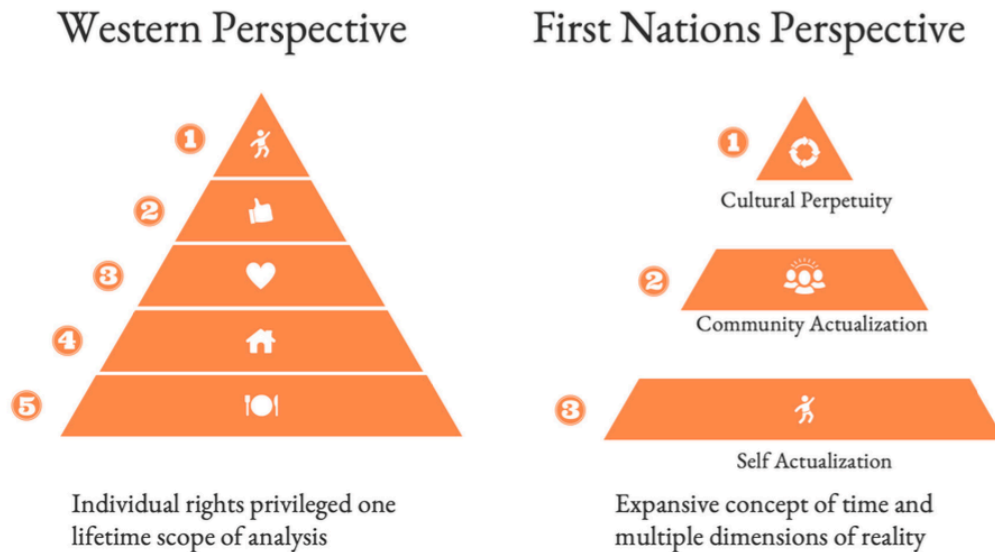 Western Perspective
1
2
3
4
5
Individual rights privileged one
lifetime scope of analysis
First Nations Perspective
1
Cultural Perpetuity
2
Community Actualization
3
Self Actualization
Expansive concept of time and
multiple dimensions of reality